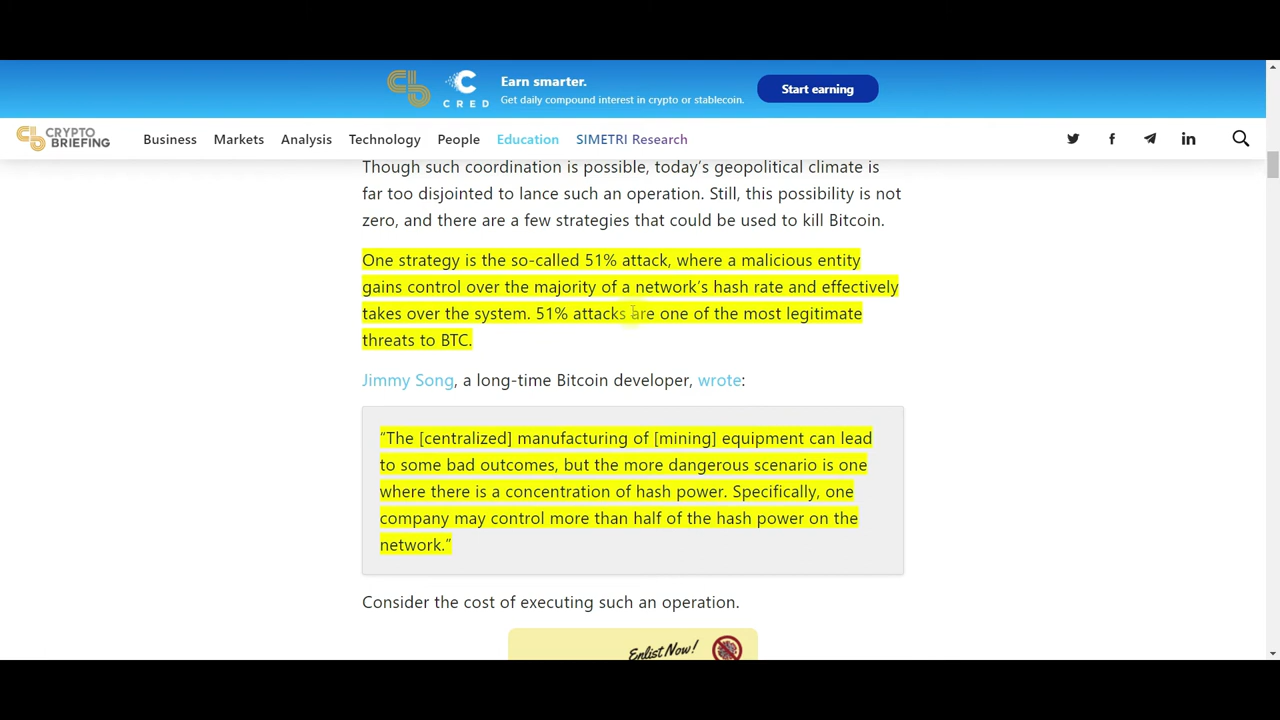 Earn smarter.
CRED
Get daily compound interest in crypto or stablecoin.
Start earning
CRYPTO
BRIEFING
Business Markets Analysis Technology People Education SIMETRI Research
Though such coordination is possible, today's geopolitical climate is
far too disjointed to lance such an operation. Still, this possibility is not
zero, and there are a few strategies that could be used to kill Bitcoin.
One strategy is the so-called 51% attack, where a malicious entity
gains control over the majority of a network's hash rate and effectively
takes over the system. 51% attacks are one of the most legitimate
threats to BTC.
Jimmy Song, a long-time Bitcoin developer, wrote:
“The [centralized] manufacturing of [mining] equipment can lead
to some bad outcomes, but the more dangerous scenario is one
where there is a concentration of hash power. Specifically, one
company may control more than half of the hash power on the
network.”
Consider the cost of executing such an operation.
Enlist Now!